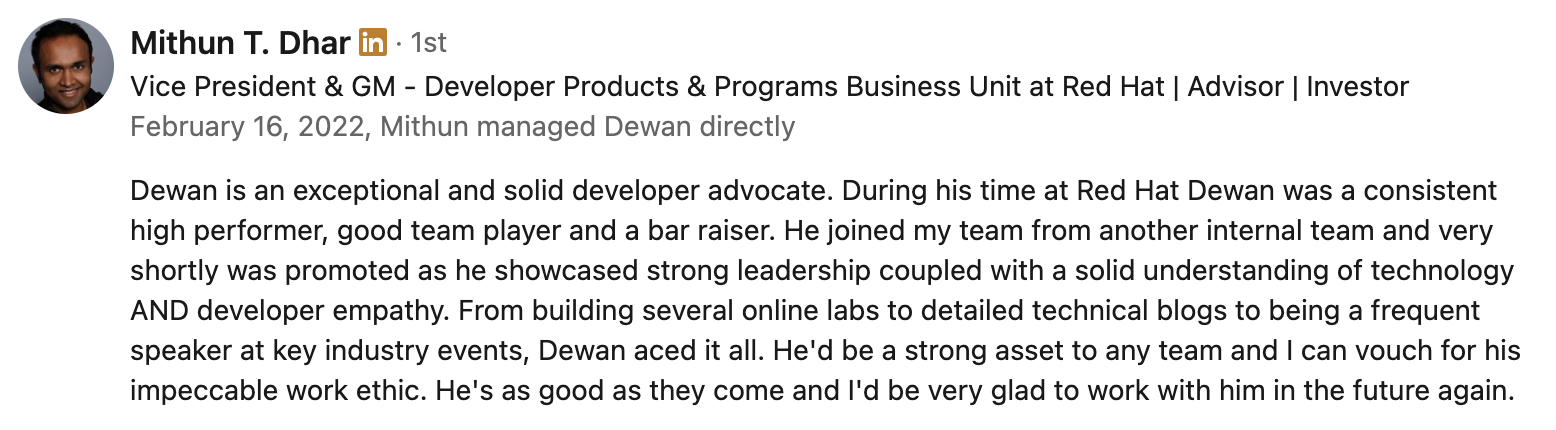 Mithun T. Dhar in · 1st
Vice President & GM - Developer Products & Programs Business Unit at Red Hat | Advisor | Investor
February 16, 2022, Mithun managed Dewan directly
Dewan is an exceptional and solid developer advocate. During his time at Red Hat Dewan was a consistent
high performer, good team player and a bar raiser. He joined my team from another internal team and very
shortly was promoted as he showcased strong leadership coupled with a solid understanding of technology
AND developer empathy. From building several online labs to detailed technical blogs to being a frequent
speaker at key industry events, Dewan aced it all. He'd be a strong asset to any team and I can vouch for his
impeccable work ethic. He's as good as they come and I'd be very glad to work with him in the future again.